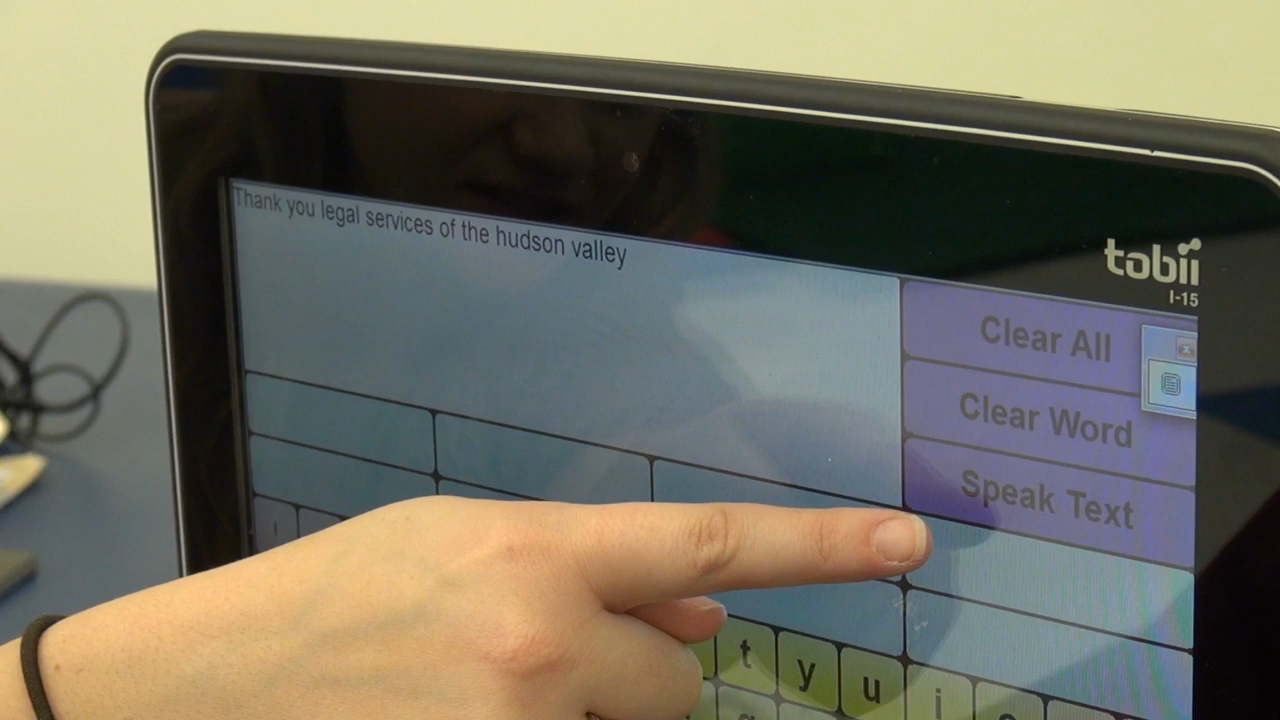 Thank you legal services of the hudson valley
tobii
I-15
Clear All
Clear Word
Speak Text
t y u i